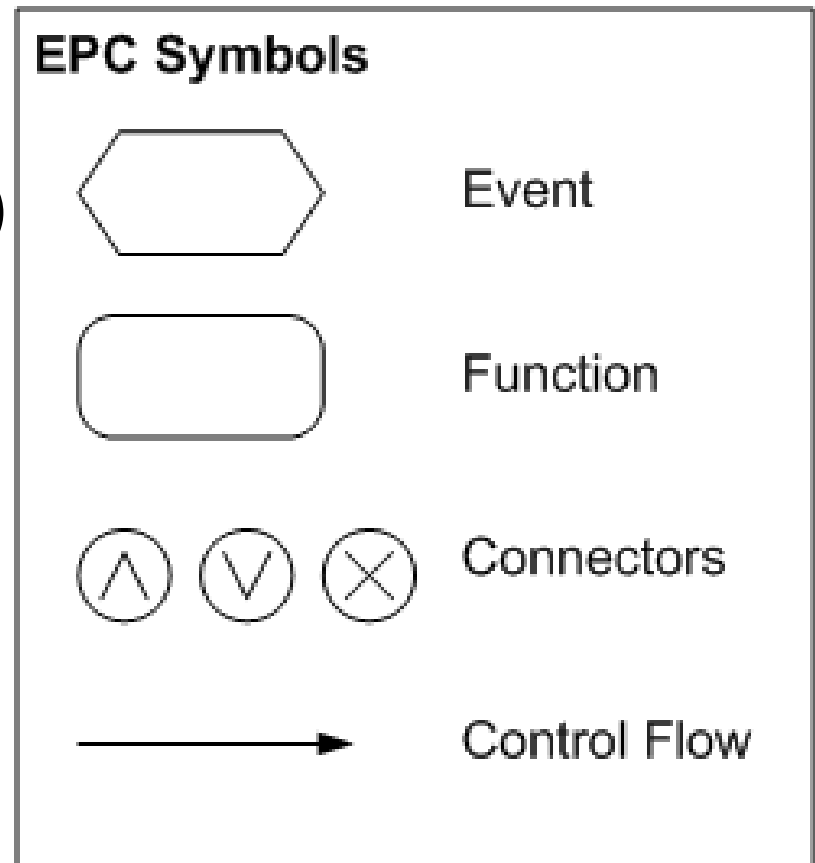 EPC Symbols
Event
Function
Connectors
Control Flow